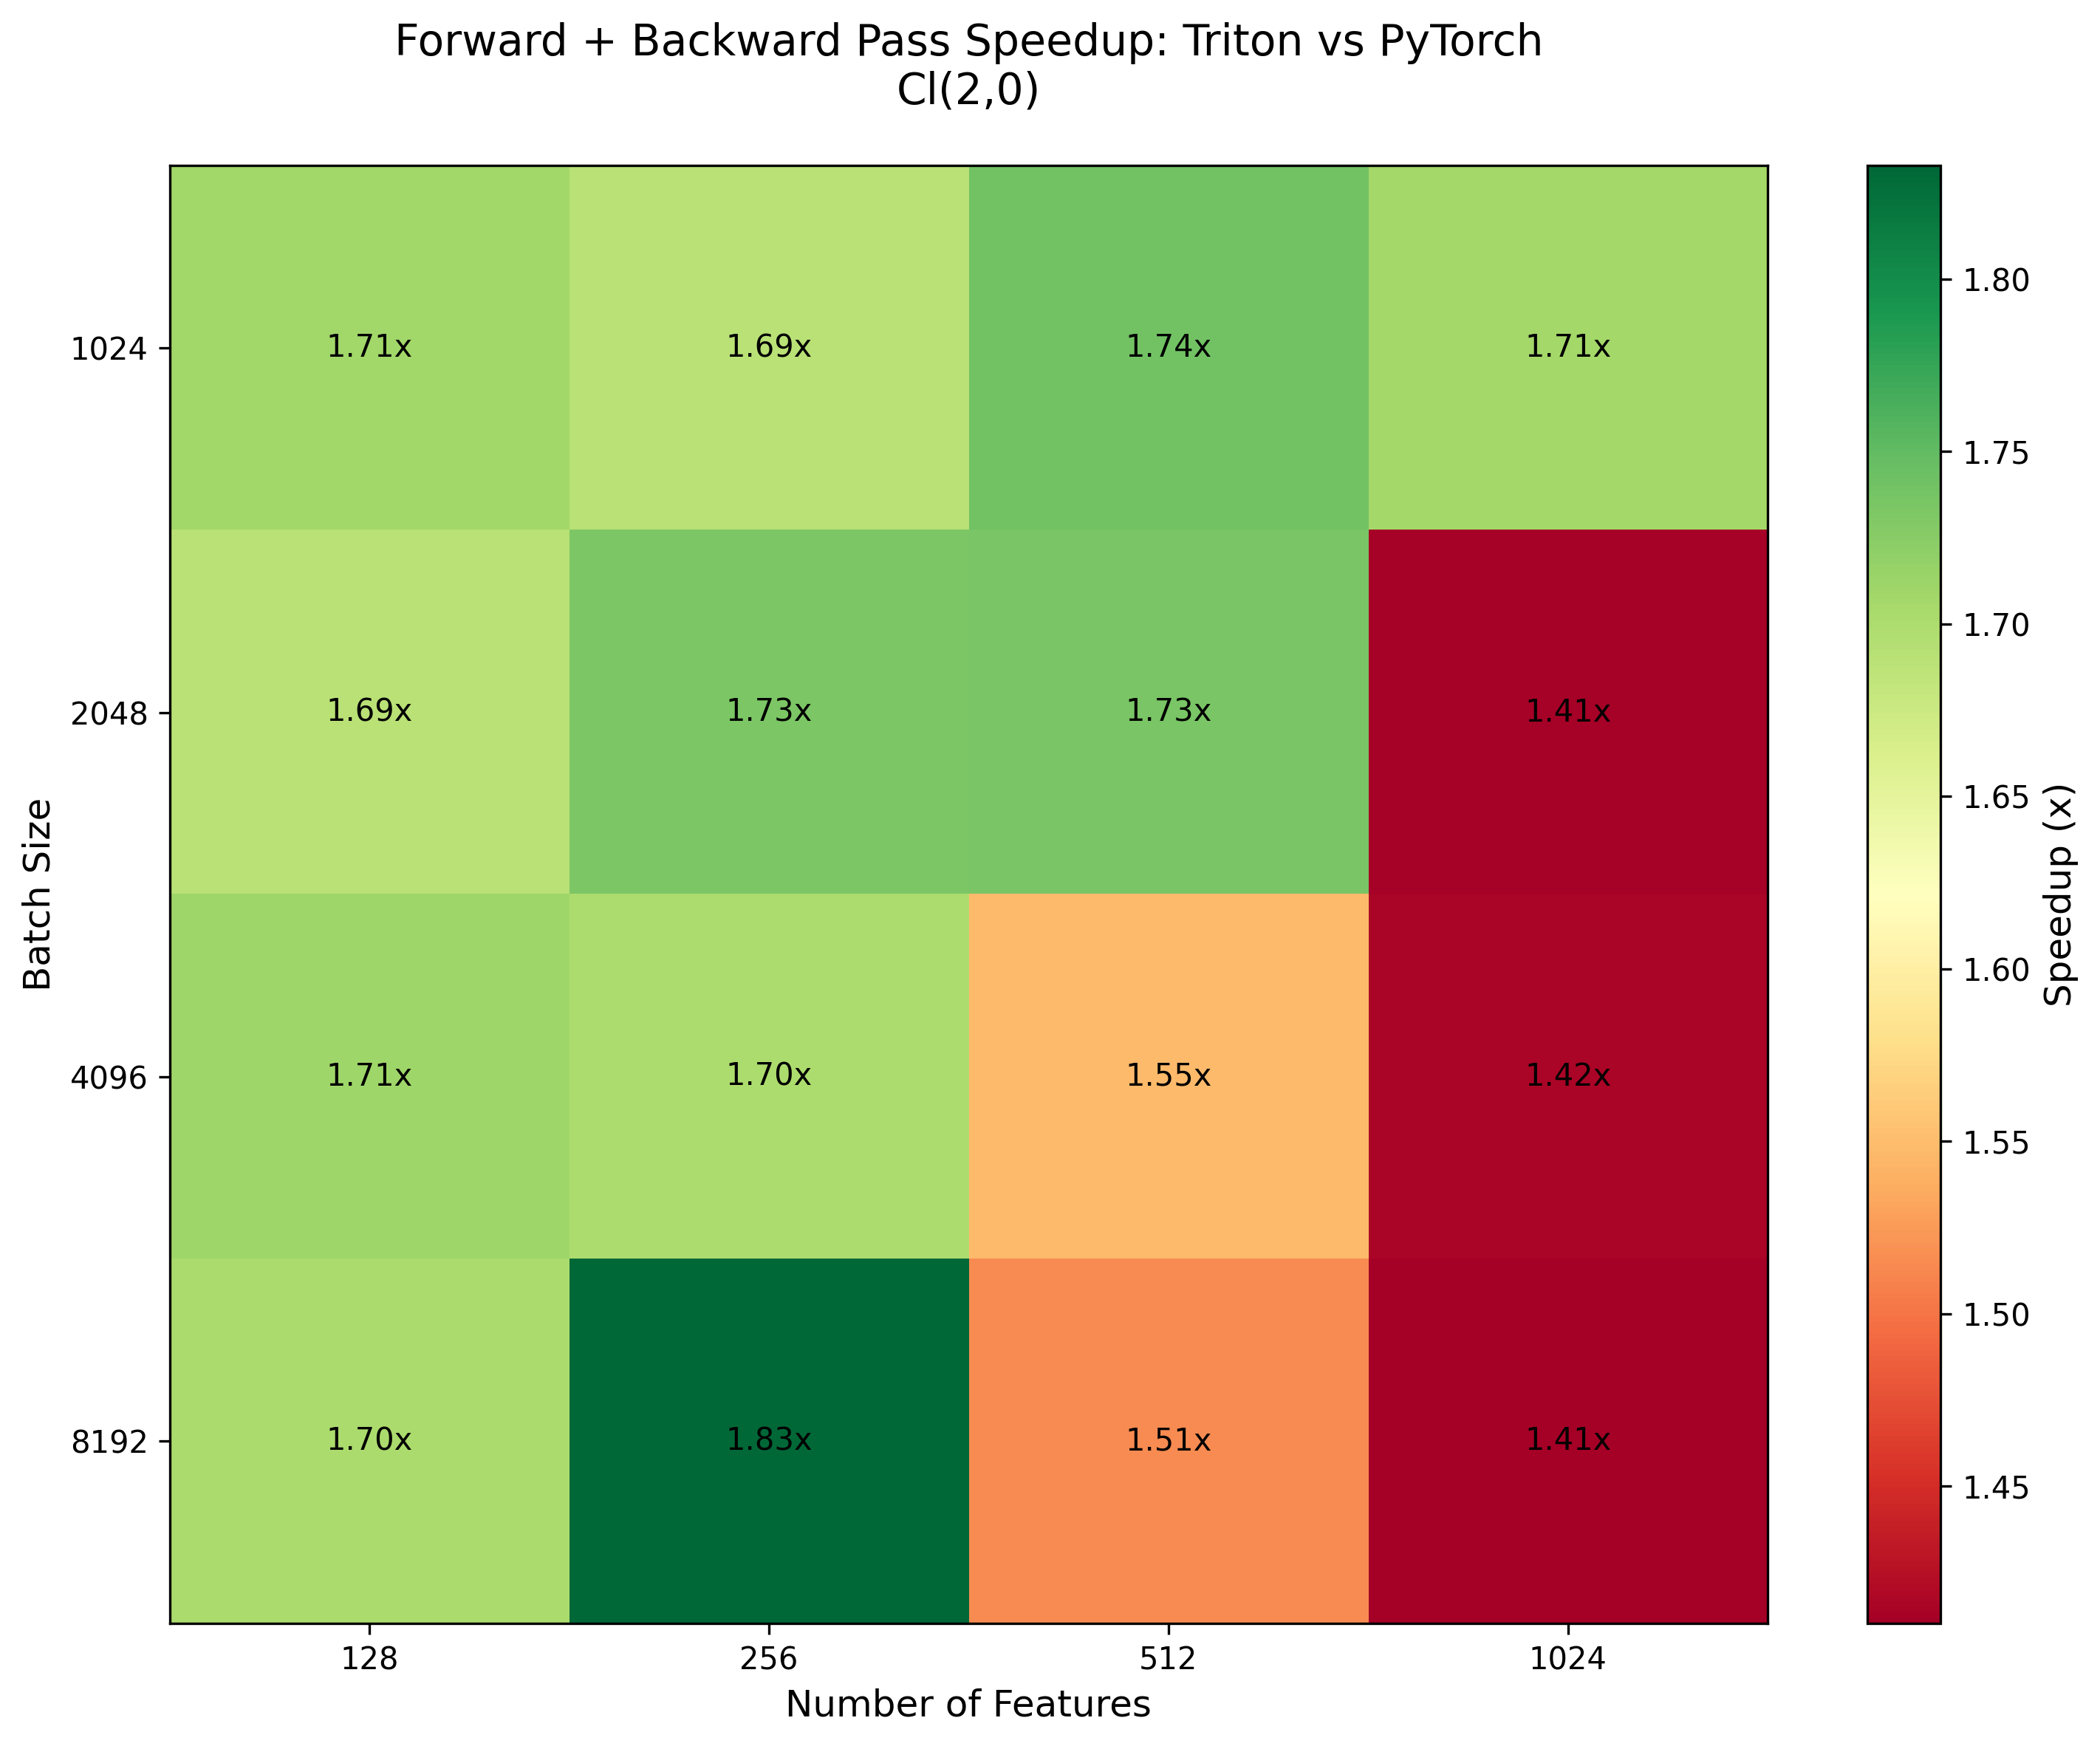 Forward + Backward Pass Speedup: Triton vs PyTorch
Cl(2,0)
1024 1.71x 1.69x 1.74x 1.71x
2048 1.69x 1.73x 1.73x 1.41x
4096 1.71x 1.70x 1.55x 1.42x
8192 1.70x 1.83x 1.51x 1.41x
128 256 512 1024
Number of Features
Batch Size
1.80
1.75
1.70
1.65
1.60
1.55
1.50
1.45
Speedup (x)